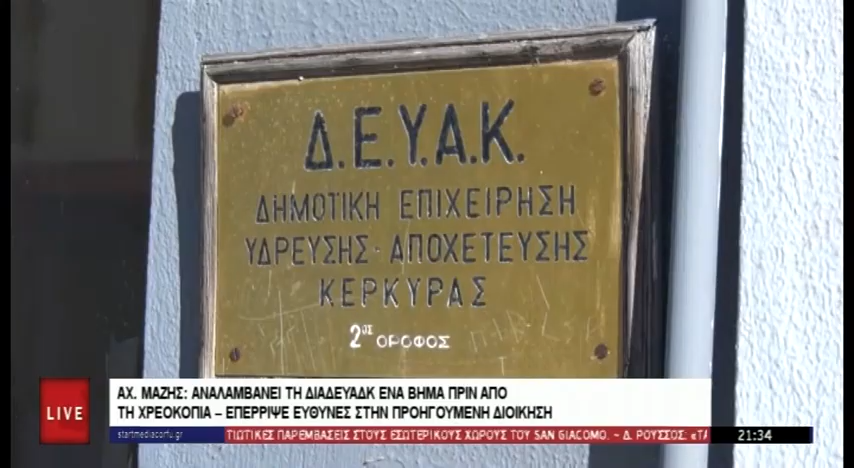 Δ.Ε.Υ.Α.Κ.
ΔΗΜΟΤΙΚΗ ΕΠΙΧΕΙΡΗΣΗ
ΥΔΡΕΥΣΗΣ · ΑΠΟΧΕΤΕΥΣΗΣ
ΚΕΡΚΥΡΑΣ
2ος ΟΡΟΦΟΣ
LIVE
ΑΧ. ΜΑΖΗΣ: ΑΝΑΛΑΜΒΑΝΕΙ ΤΗ ΔΙΑΔΕΥΑΔΚ ΕΝΑ ΒΗΜΑ ΠΡΙΝ ΑΠΟ
ΤΗ ΧΡΕΟΚΟΠΙΑ – ΕΠΕΡΡΙΨΕ ΕΥΘΥΝΕΣ ΣΤΗΝ ΠΡΟΗΓΟΥΜΕΝΗ ΔΙΟΙΚΗΣΗ
startmediacorfu.gr ΤΙΩΤΙΚΕΣ ΠΑΡΕΜΒΑΣΕΙΣ ΣΤΟΥΣ ΕΣΩΤΕΡΙΚΟΥΣ ΧΩΡΟΥΣ ΤΟΥ SAN GIACOMO. – Δ. ΡΟΥΣΣΟΣ: «ΤΑ 21:34